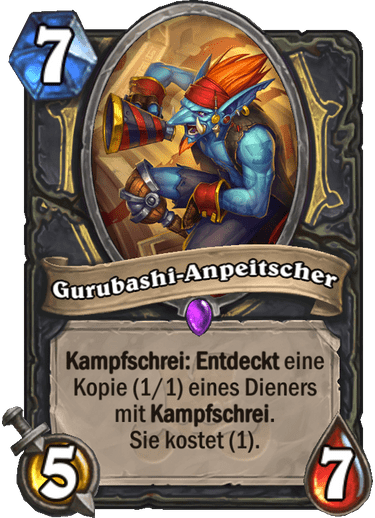 7
Gurubashi-Anpeitscher
Kampfschrei: Entdeckt eine
Kopie (1/1) eines Dieners
mit Kampfschrei.
Sie kostet (1).
5
7